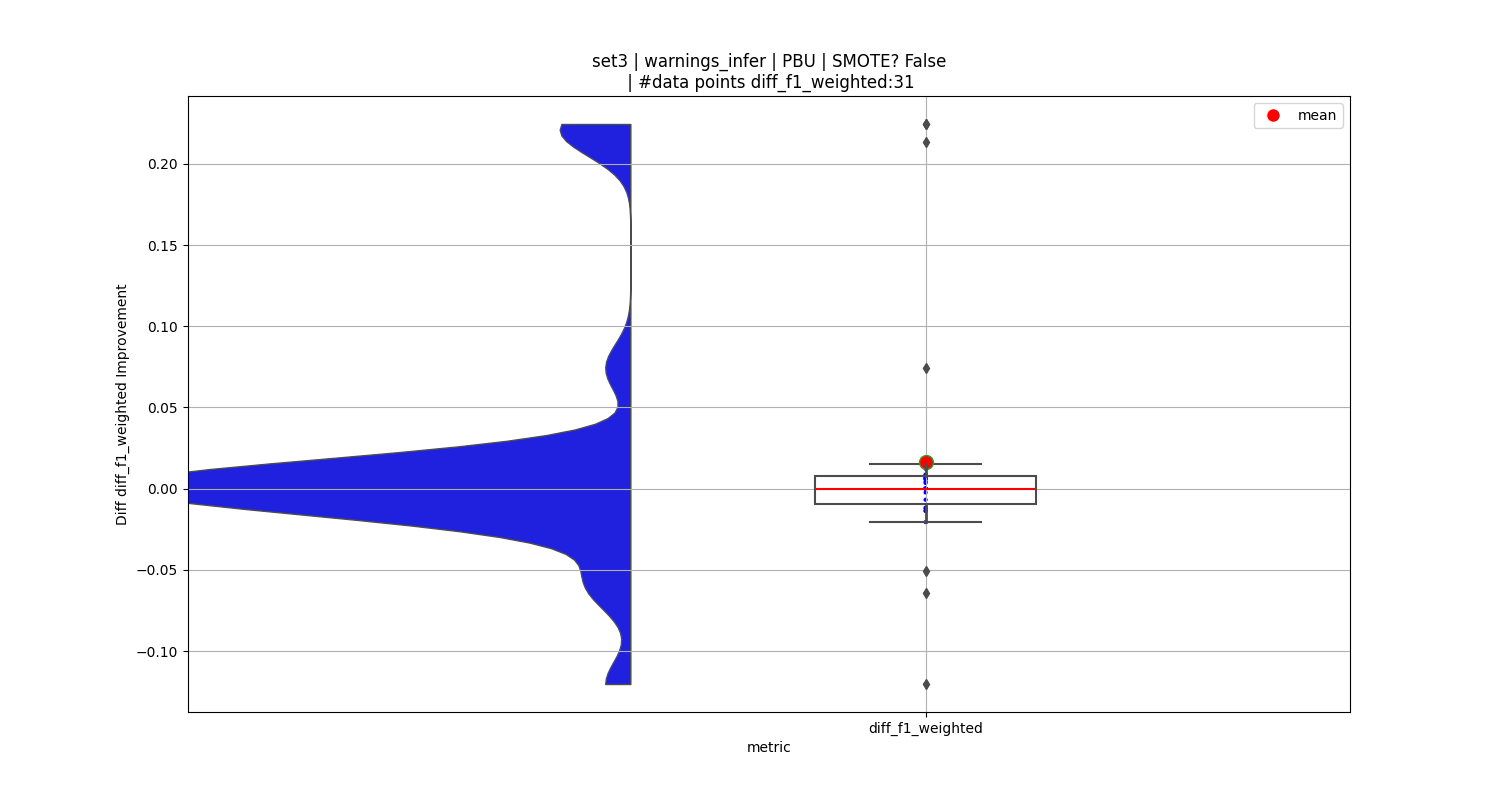 set3 | warnings_infer | PBU | SMOTE? False
| #data points diff_f1_weighted:31
mean
0.20
0.15
0.10
0.05
0.00
−0.05
−0.10
Diff diff_f1_weighted Improvement
diff_f1_weighted
metric